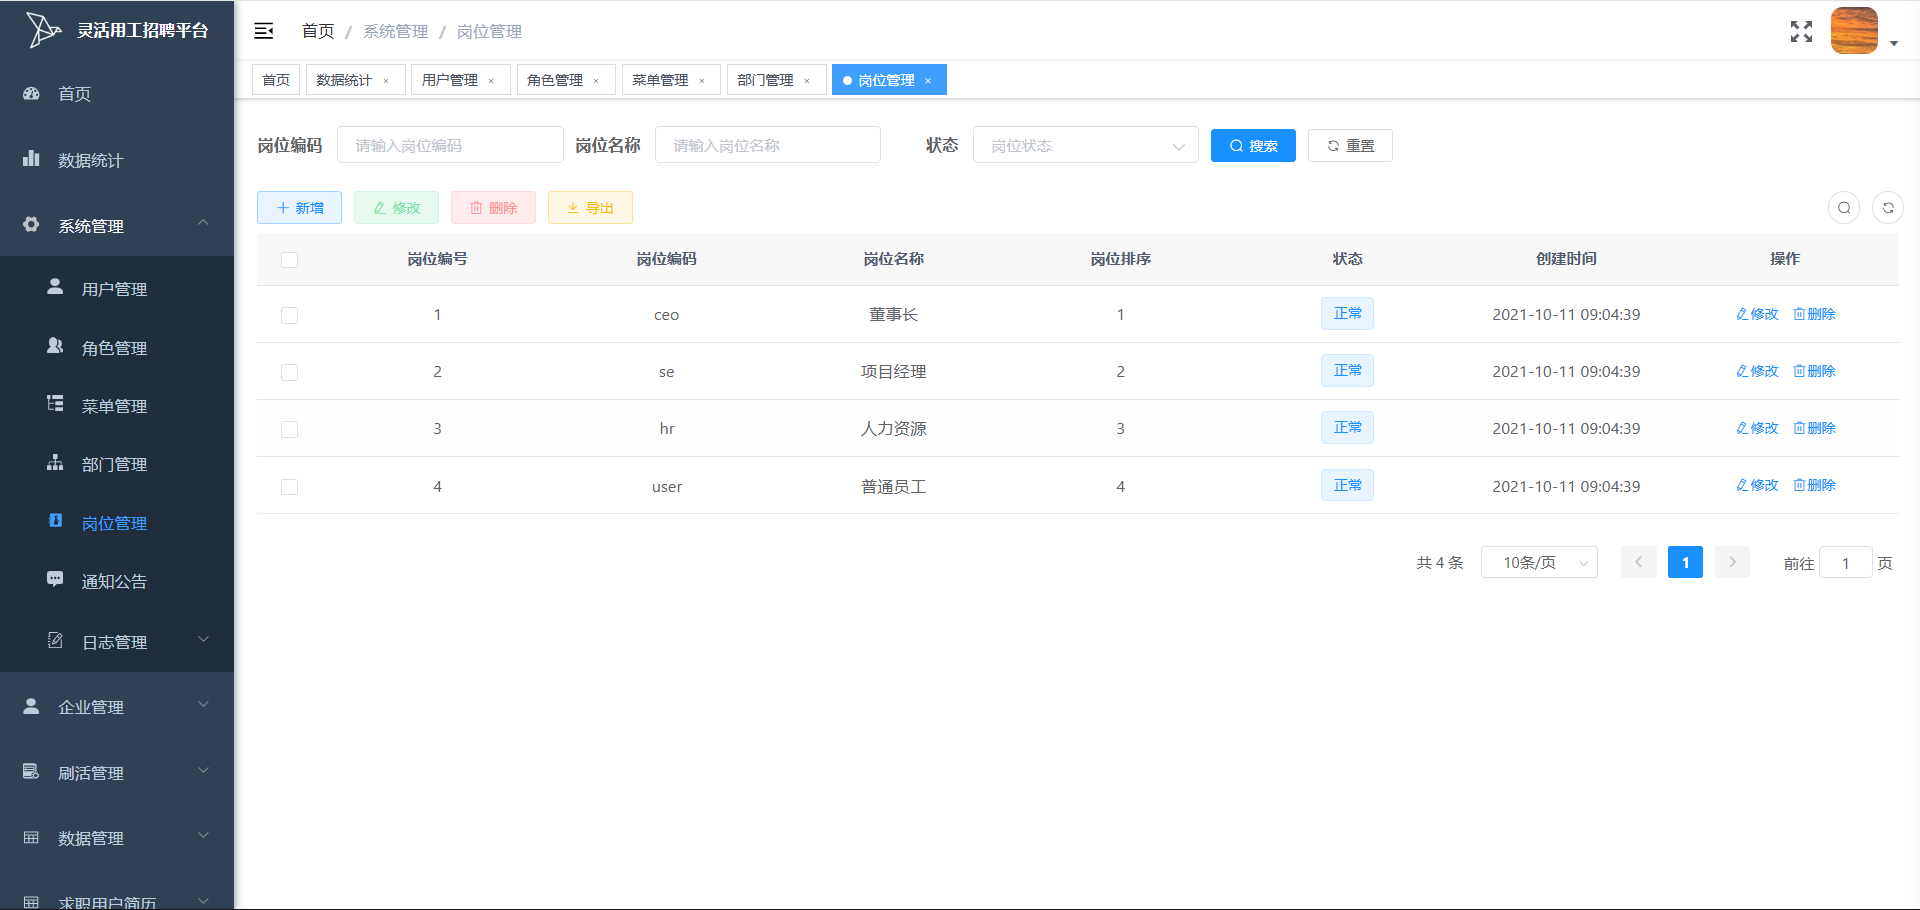 灵活用工招聘平台
首页 / 系统管理 / 岗位管理
首页 数据统计 × 用户管理 × 角色管理 × 菜单管理 × 部门管理 × 岗位管理 ×
首页
数据统计
系统管理
用户管理
角色管理
菜单管理
部门管理
岗位管理
通知公告
日志管理
企业管理
刷活管理
数据管理
求职用户简历
岗位编码 请输入岗位编码 岗位名称 请输入岗位名称 状态 岗位状态 搜索 重置
新增 修改 删除 导出
岗位编号 岗位编码 岗位名称 岗位排序 状态 创建时间 操作
1 ceo 董事长 1 正常 2021-10-11 09:04:39 修改 删除
2 se 项目经理 2 正常 2021-10-11 09:04:39 修改 删除
3 hr 人力资源 3 正常 2021-10-11 09:04:39 修改 删除
4 user 普通员工 4 正常 2021-10-11 09:04:39 修改 删除
共 4 条 10条/页 1 前往 1 页